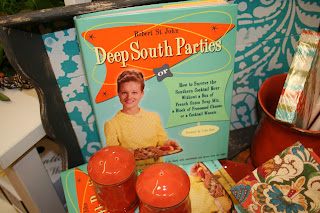 Robert St. John
Deep South Parties
or
How to Survive the
Southern Cocktail Hour
Without a Box of
French Onion Soup Mix,
a Block of Processed Cheese
or a Cocktail Weenie